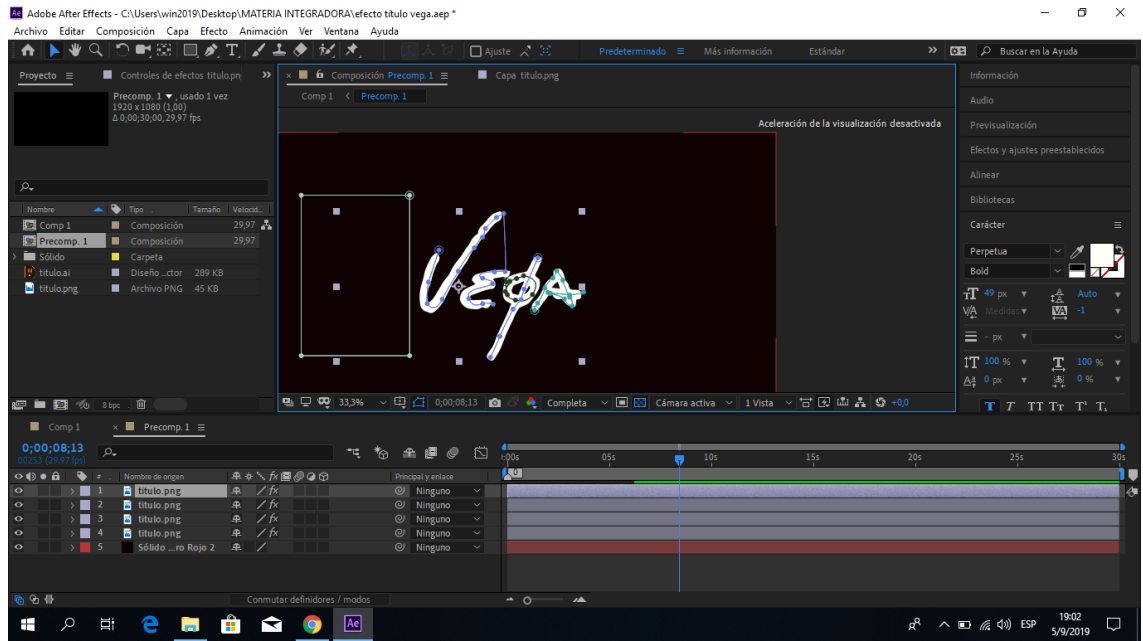 Adobe After Effects - C:\Users\win2019\Desktop\MATERIA INTEGRADORA\efecto título vega.aep *
Archivo Editar Composición Capa Efecto Animación Ver Ventana Ayuda
Ajuste Predeterminado Más información Estándar Buscar en la Ayuda
Proyecto Controles de efectos titulo.pn
Composición Precomp. 1 Capa titulo.png
Información
Precomp. 1 , usado 1 vez
1920 x 1080 (1,00)
Δ 0;00;30;00, 29,97 fps
Comp 1 Precomp. 1
Audio
Aceleración de la visualización desactivada
Previsualización
Efectos y ajustes preestablecidos
Alinear
Bibliotecas
Nombre Tipo Tamaño Velocid...
Comp 1 Composición 29,97
Precomp. 1 Composición 29,97
Sólido Carpeta
titulo.ai Diseño ...ctor 289 KB
titulo.png Archivo PNG 45 KB
VEGA
Carácter
Perpetua
Bold
49 px Auto
Medidas -1
- px
100 % 100 %
0 px 0 %
T T TT Tt T¹ T₁
8 bpc
33,3% 0;00;08;13 Completa Cámara activa 1 Vista +0,0
Comp 1 Precomp. 1
0;00;08;13
00253 (29.97 fps)
:00s 05s 10s 15s 20s 25s 30s
Nombre de origen Principal y enlace
1 titulo.png Ninguno
2 titulo.png Ninguno
3 titulo.png Ninguno
4 titulo.png Ninguno
5 Sólido ...ro Rojo 2 Ninguno
Conmutar definidores / modos
ESP
19:02
5/9/2019